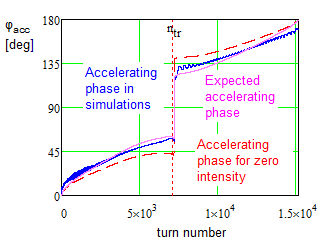 φacc
[deg]
180
135
90
45
0
ntr
Accelerating
phase in
simulations
Expected
accelerating
phase
Accelerating
phase for zero
intensity
0
5×10³
1×10⁴
1.5×10⁴
turn number